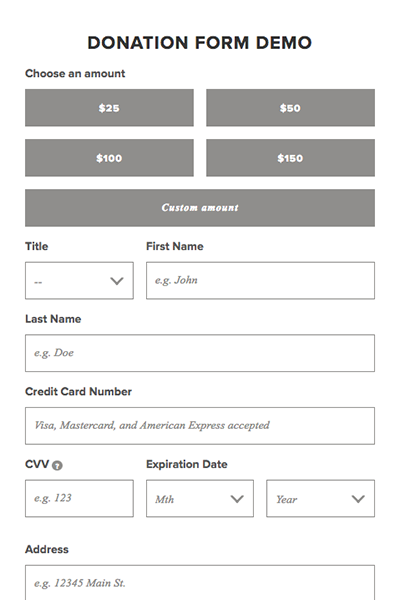 DONATION FORM DEMO
Choose an amount
$25 $50
$100 $150
Custom amount
Title First Name
-- e.g. John
Last Name
e.g. Doe
Credit Card Number
Visa, Mastercard, and American Express accepted
CVV ? Expiration Date
e.g. 123 Mth Year
Address
e.g. 12345 Main St.